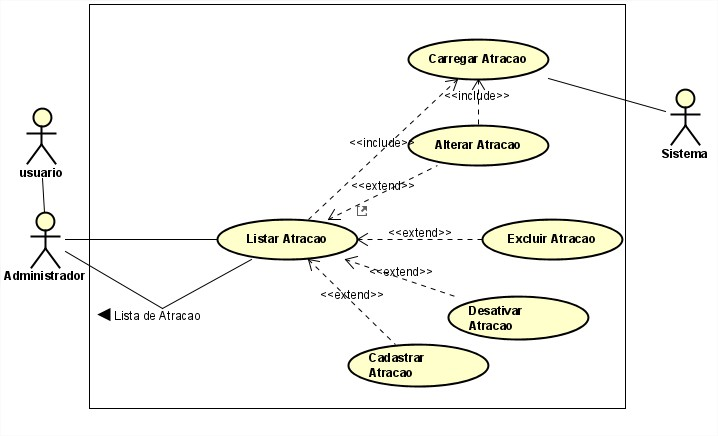 Carregar Atracao
<<include>>
Sistema
usuario
<<include>>
Alterar Atracao
<<extend>>
Administrador
Listar Atracao
<<extend>>
Excluir Atracao
<<extend>>
<<extend>>
Lista de Atracao
Desativar
Atracao
Cadastrar
Atracao